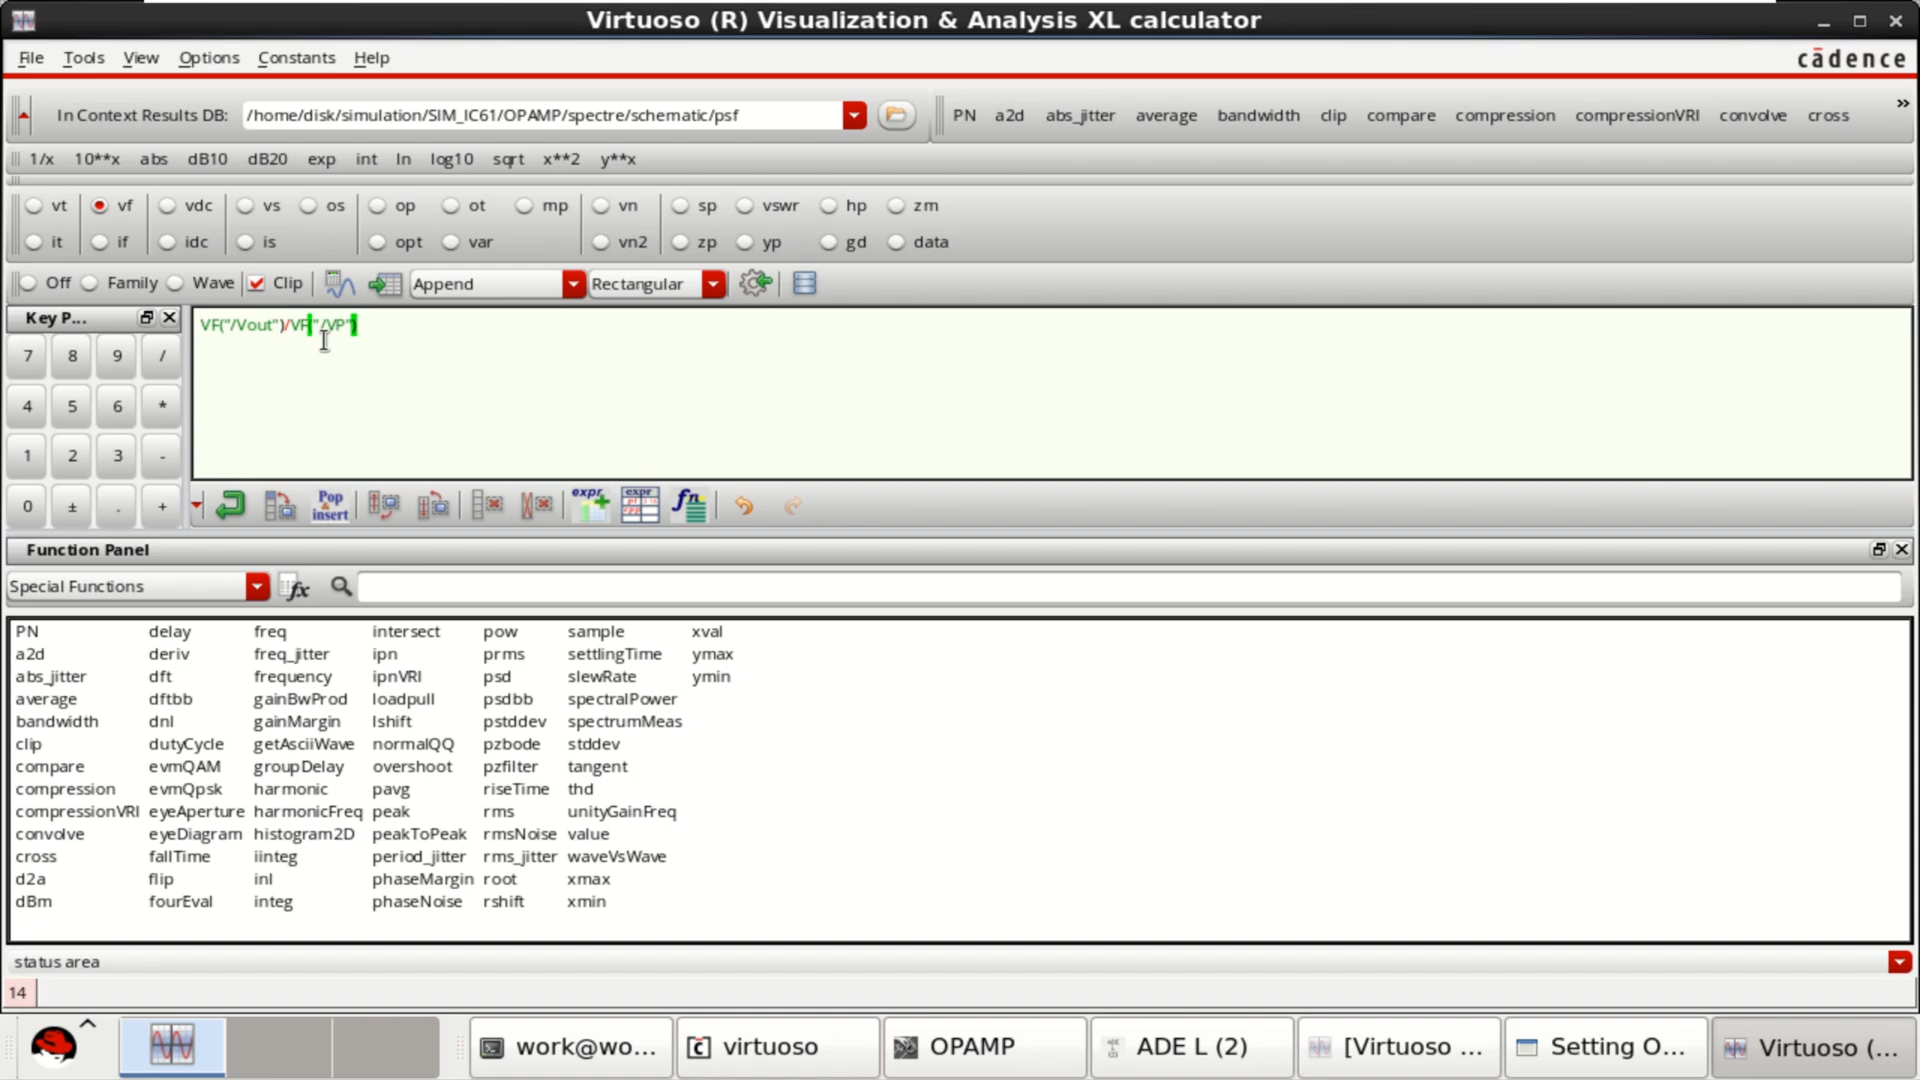 Virtuoso (R) Visualization & Analysis XL calculator
File Tools View Options Constants Help
cādence
In Context Results DB: /home/disk/simulation/SIM_IC61/OPAMP/spectre/schematic/psf PN a2d abs_jitter average bandwidth clip compare compression compressionVRI convolve cross »
1/x 10**x abs dB10 dB20 exp int ln log10 sqrt x**2 y**x
vt vf vdc vs os op ot mp vn sp vswr hp zm
it if idc is opt var vn2 zp yp gd data
Off Family Wave Clip Append Rectangular
Key P...
VF("/Vout")/VF("/VP")
7 8 9 /
4 5 6 *
1 2 3 -
0 ± . +
Pop & insert expr expr fn
Function Panel
Special Functions fx
PN delay freq intersect pow sample xval
a2d deriv freq_jitter ipn prms settlingTime ymax
abs_jitter dft frequency ipnVRI psd slewRate ymin
average dftbb gainBwProd loadpull psdbb spectralPower
bandwidth dnl gainMargin lshift pstddev spectrumMeas
clip dutyCycle getAsciiWave normalQQ pzbode stddev
compare evmQAM groupDelay overshoot pzfilter tangent
compression evmQpsk harmonic pavg riseTime thd
compressionVRI eyeAperture harmonicFreq peak rms unityGainFreq
convolve eyeDiagram histogram2D peakToPeak rmsNoise value
cross fallTime iinteg period_jitter rms_jitter waveVsWave
d2a flip inl phaseMargin root xmax
dBm fourEval integ phaseNoise rshift xmin
status area
14
work@wo... virtuoso OPAMP ADE L (2) [Virtuoso ... Setting O... Virtuoso (...